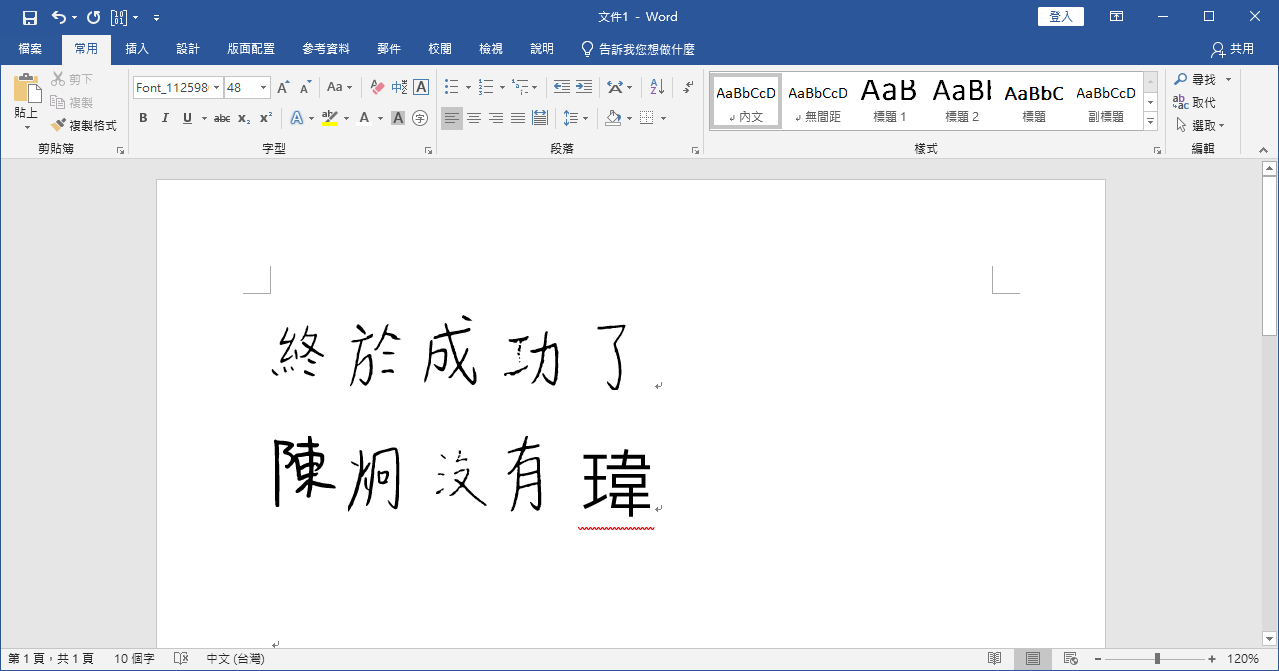 文件1 - Word
登入
檔案 常用 插入 設計 版面配置 參考資料 郵件 校閱 檢視 說明 告訴我您想做什麼 共用
貼上
剪下
複製
複製格式
剪貼簿
Font_112598 48
字型
段落
AaBbCcD 內文
AaBbCcD 無間距
AaB 標題 1
AaBl 標題 2
AaBbC 標題
AaBbCcD 副標題
樣式
尋找
取代
選取
編輯
終於成功了
陳炯沒有瑋
第 1 頁，共 1 頁 10 個字 中文 (台灣) 120%